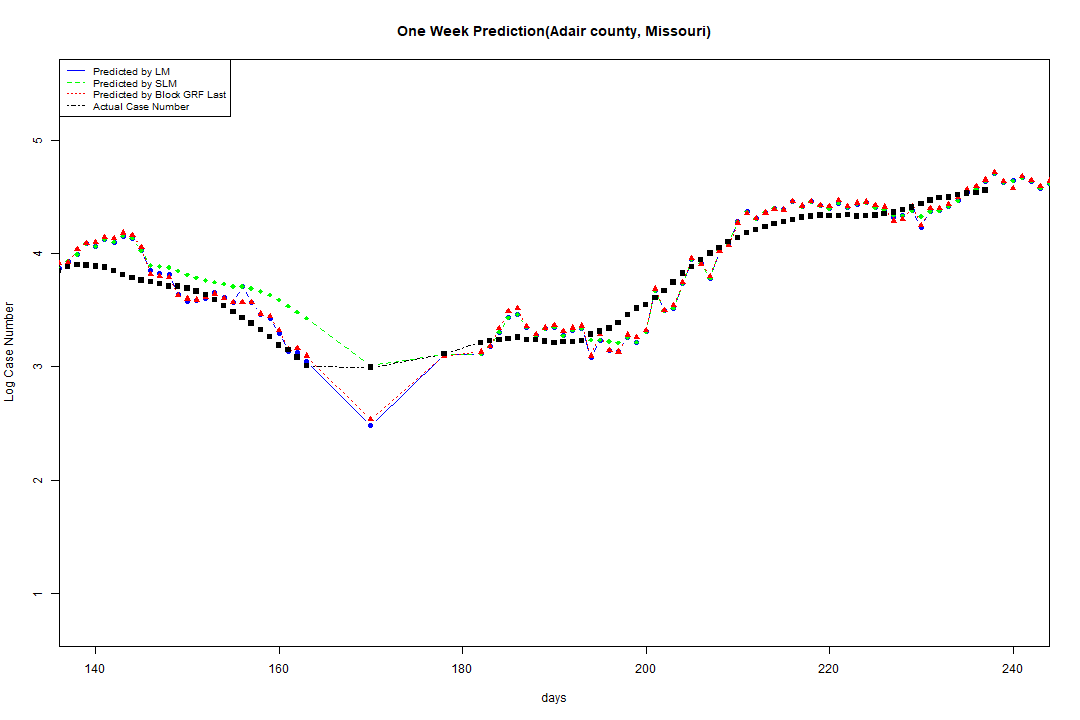 One Week Prediction(Adair county, Missouri)
Predicted by LM
Predicted by SLM
Predicted by Block GRF Last
Actual Case Number
5
4
3
2
1
Log Case Number
140 160 180 200 220 240
days